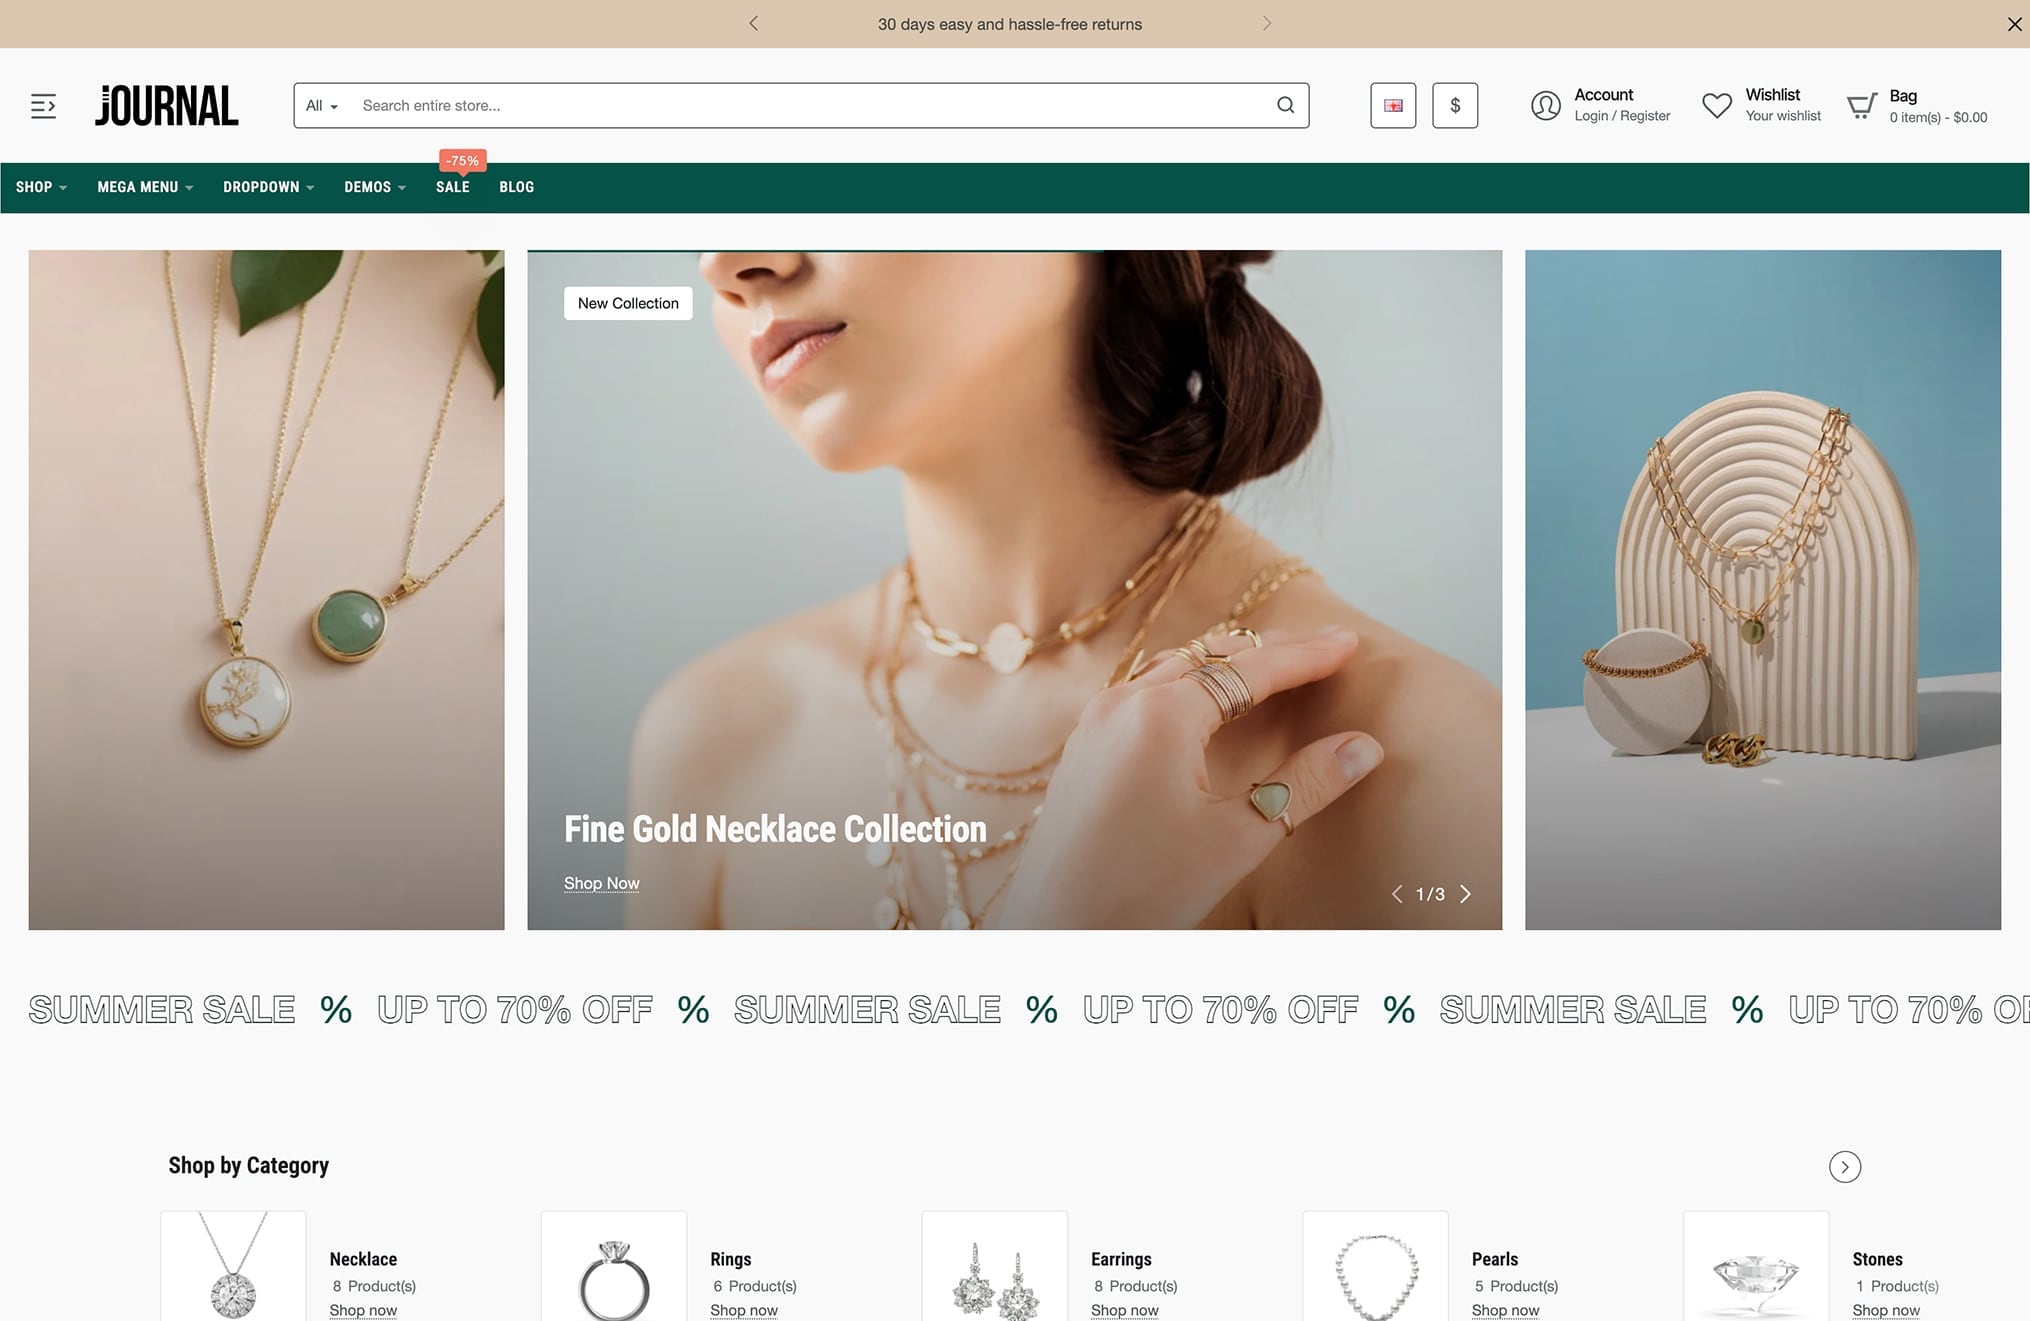 30 days easy and hassle-free returns
JOURNAL
All
Search entire store...
$
Account
Login / Register
Wishlist
Your wishlist
Bag
0 item(s) - $0.00
-75%
SHOP MEGA MENU DROPDOWN DEMOS SALE BLOG
New Collection
Fine Gold Necklace Collection
Shop Now
1/3
SUMMER SALE % UP TO 70% OFF % SUMMER SALE % UP TO 70% OFF % SUMMER SALE % UP TO 70% OF
Shop by Category
Necklace
8 Product(s)
Shop now
Rings
6 Product(s)
Shop now
Earrings
8 Product(s)
Shop now
Pearls
5 Product(s)
Shop now
Stones
1 Product(s)
Shop now